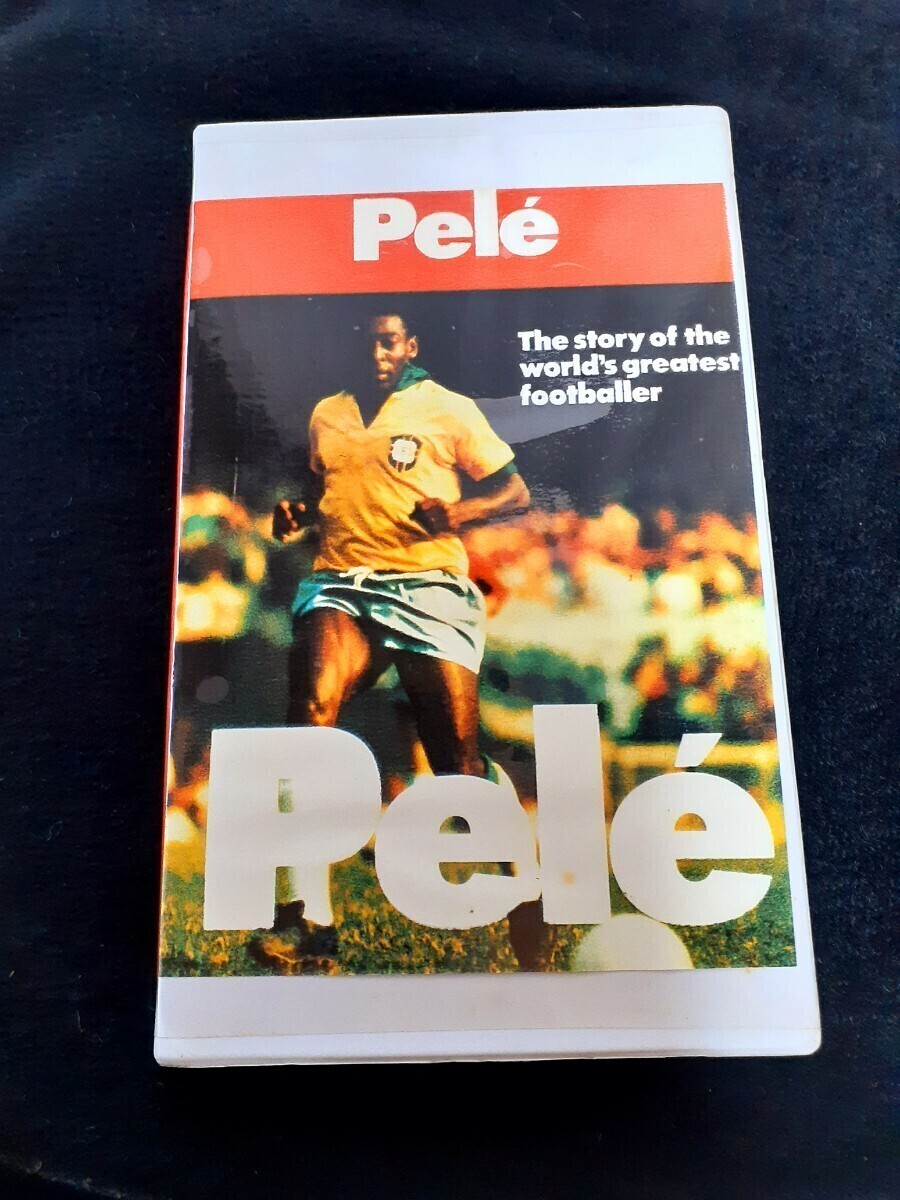 Pelé
The story of the
world's greatest
footballer
Pelé